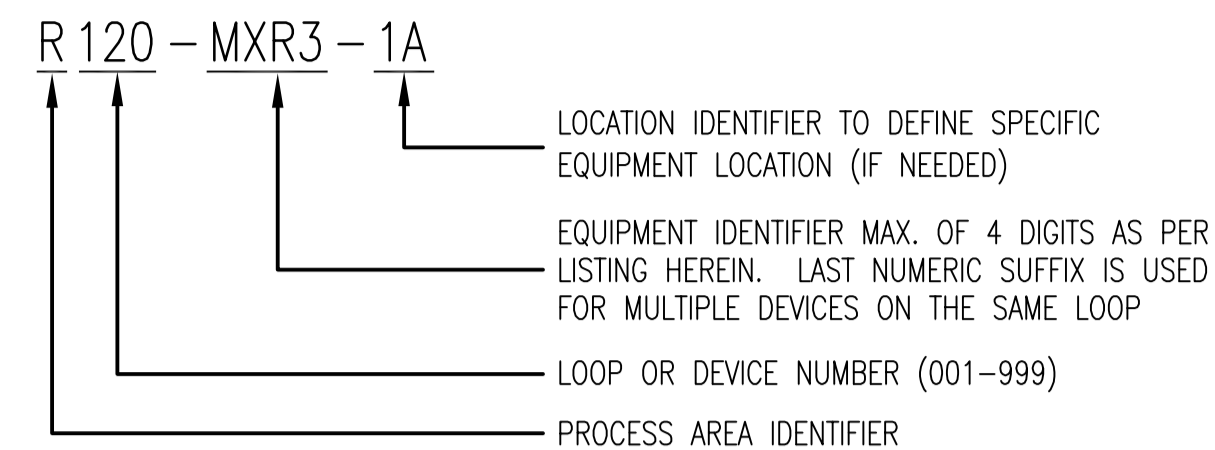 R 120 - MXR3 - 1A
LOCATION IDENTIFIER TO DEFINE SPECIFIC
EQUIPMENT LOCATION (IF NEEDED)
EQUIPMENT IDENTIFIER MAX. OF 4 DIGITS AS PER
LISTING HEREIN. LAST NUMERIC SUFFIX IS USED
FOR MULTIPLE DEVICES ON THE SAME LOOP
LOOP OR DEVICE NUMBER (001-999)
PROCESS AREA IDENTIFIER